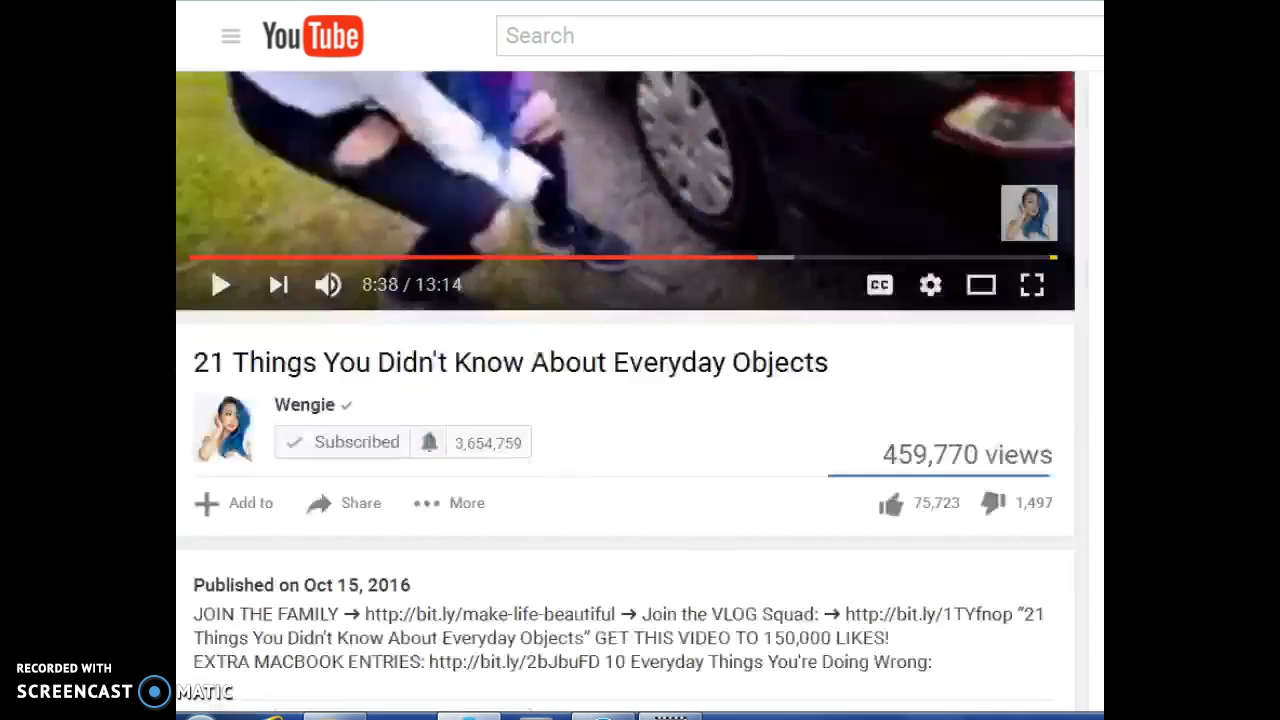 YouTube
Search
8:38 / 13:14
CC
21 Things You Didn't Know About Everyday Objects
Wengie
Subscribed 3,654,759
459,770 views
Add to Share More 75,723 1,497
Published on Oct 15, 2016
JOIN THE FAMILY → http://bit.ly/make-life-beautiful → Join the VLOG Squad: → http://bit.ly/1TYfnop "21
Things You Didn't Know About Everyday Objects" GET THIS VIDEO TO 150,000 LIKES!
EXTRA MACBOOK ENTRIES: http://bit.ly/2bJbuFD 10 Everyday Things You're Doing Wrong:
RECORDED WITH
SCREENCAST MATIC